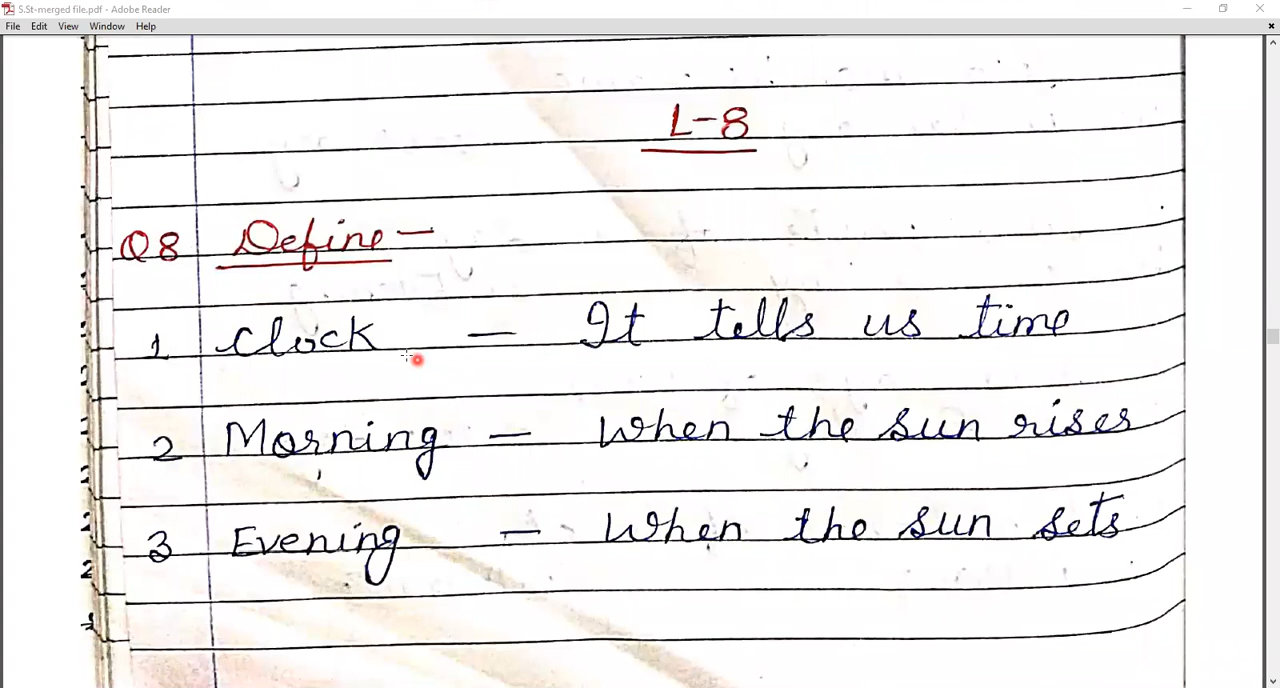 S.St-merged file.pdf - Adobe Reader
File Edit View Window Help
L-8
Q8 Define -
1 Clock - It tells us time
2 Morning - When the sun rises
3 Evening - When the sun sets